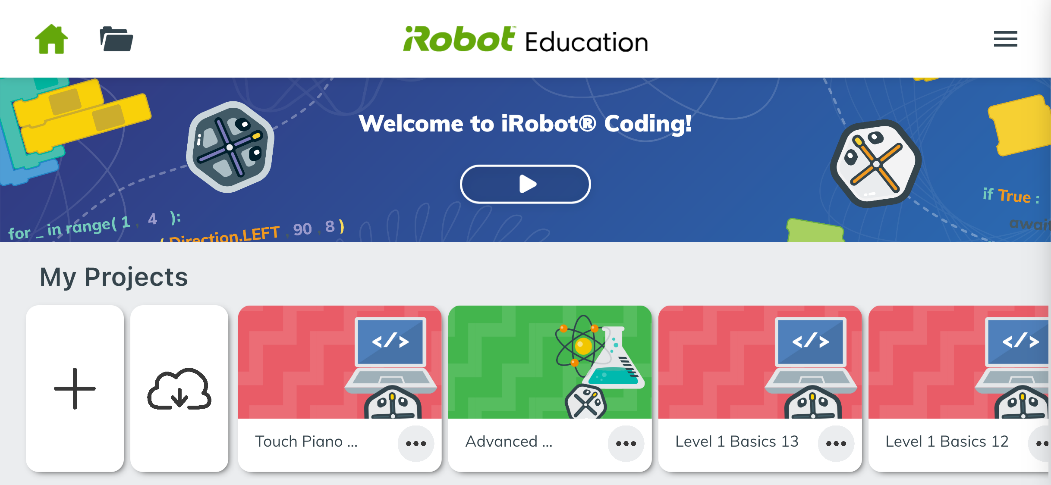 iRobot® Education
Welcome to iRobot® Coding!
for _ in range( 1 , 4 ):
( Direction.LEFT , 90 , 8 )
if True :
await
My Projects
</>
</>
</>
Touch Piano ...
Advanced ...
Level 1 Basics 13
Level 1 Basics 12